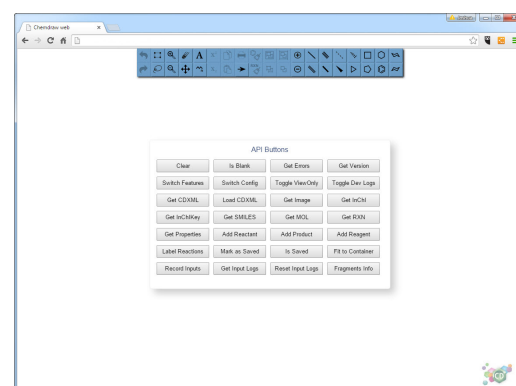 Chemdraw web
A
API Buttons
Clear Is Blank Get Errors Get Version
Switch Features Switch Config Toggle ViewOnly Toggle Dev Logs
Get CDXML Load CDXML Get Image Get InChI
Get InChIKey Get SMILES Get MOL Get RXN
Get Properties Add Reactant Add Product Add Reagent
Label Reactions Mark as Saved Is Saved Fit to Container
Record Inputs Get Input Logs Reset Input Logs Fragments Info
ICD